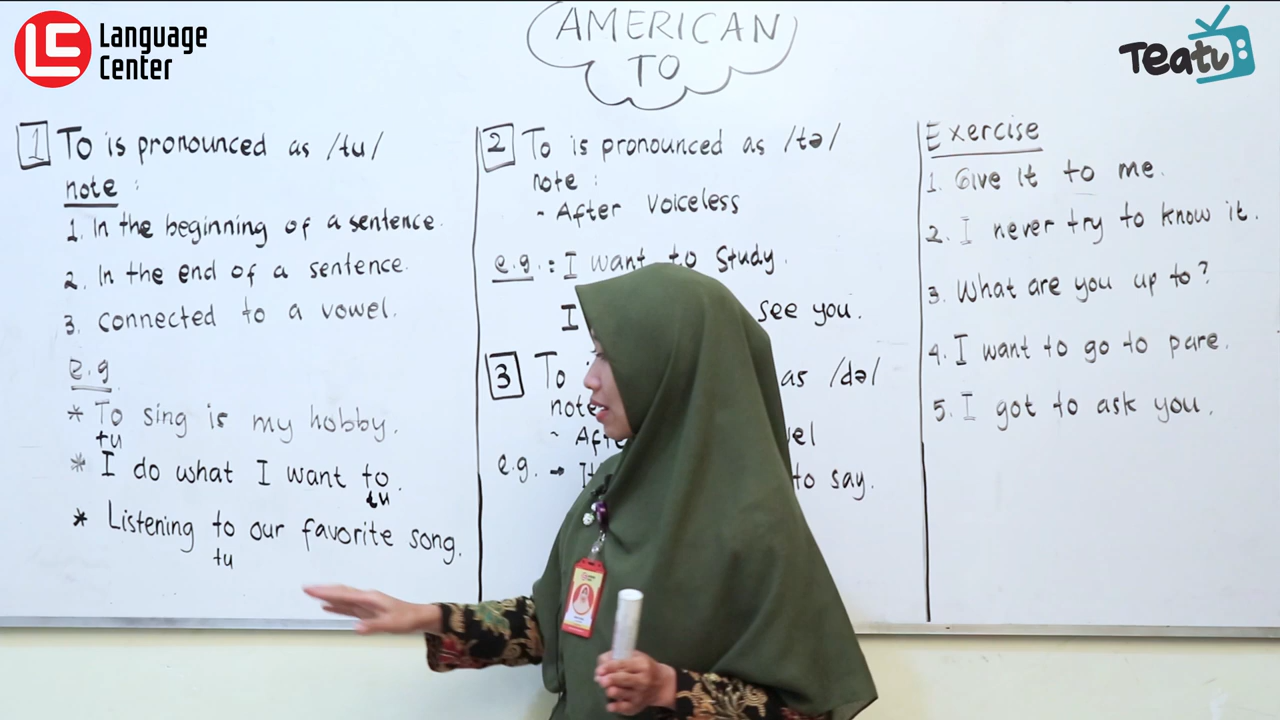 LC Language
Center
Teatv
AMERICAN
TO
1 To is pronounced as /tu/
note :
1. In the beginning of a sentence.
2. In the end of a sentence.
3. connected to a vowel.
e.g
* To sing is my hobby.
tu
* I do what I want to.
tu
* Listening to our favorite song.
tu
2 To is pronounced as /tə/
note :
- After voiceless
e.g. : I want to study.
I see you.
3 To as /də/
note
e.g. → to say.
Exercise
1. Give it to me.
2. I never try to know it.
3. What are you up to?
4. I want to go to pare.
5. I got to ask you.